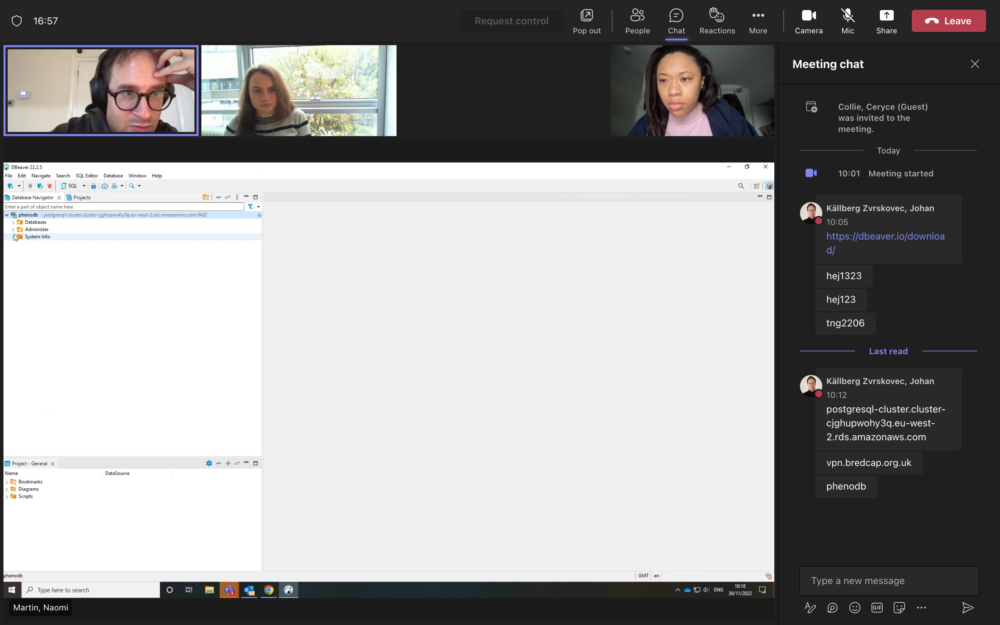 16:57
Request control
Pop out
People
Chat
Reactions
More
Camera
Mic
Share
Leave
DBeaver 22.2.5
File Edit Navigate Search SQL Editor Database Window Help
SQL
Database Navigator Projects
Enter a part of object name here
phenodb - postgresql-cluster.cluster-cjghupwohy3q.eu-west-2.rds.amazonaws.com:5432
Databases
Administer
System Info
Project - General
Name DataSource
Bookmarks
Diagrams
Scripts
phenodb
GMT en
Type here to search
ENG
10:18
30/11/2022
Martin, Naomi
Meeting chat
Collie, Ceryce (Guest)
was invited to the
meeting.
Today
10:01 Meeting started
Källberg Zvrskovec, Johan
10:05
https://dbeaver.io/downloa
d/
hej1323
hej123
tng2206
Last read
Källberg Zvrskovec, Johan
10:12
postgresql-cluster.cluster-
cjghupwohy3q.eu-west-
2.rds.amazonaws.com
vpn.bredcap.org.uk
phenodb
Type a new message
GIF